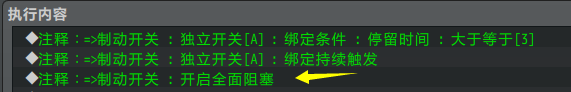 执行内容
◆注释：=>制动开关 : 独立开关[A] : 绑定条件 : 停留时间 : 大于等于[3]
◆注释：=>制动开关 : 独立开关[A] : 绑定持续触发
◆注释：=>制动开关 : 开启全面阻塞